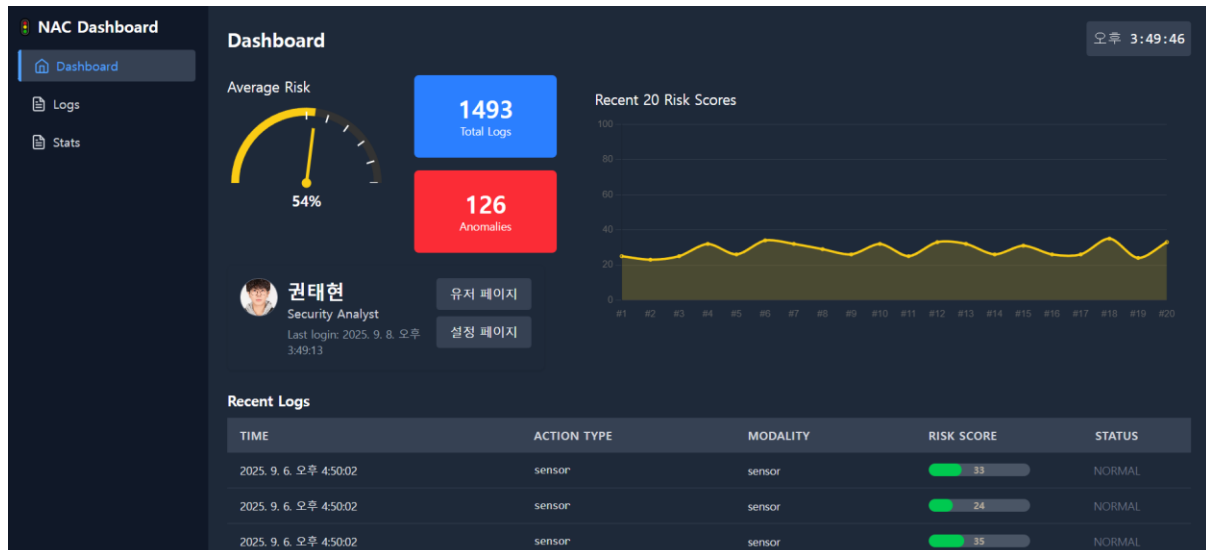 NAC Dashboard
Dashboard
Logs
Stats
Dashboard
오후 3:49:46
Average Risk
54%
1493
Total Logs
126
Anomalies
권태현
Security Analyst
Last login: 2025. 9. 8. 오후
3:49:13
유저 페이지
설정 페이지
Recent 20 Risk Scores
100
80
60
40
20
0
#1 #2 #3 #4 #5 #6 #7 #8 #9 #10 #11 #12 #13 #14 #15 #16 #17 #18 #19 #20
Recent Logs
TIME ACTION TYPE MODALITY RISK SCORE STATUS
2025. 9. 6. 오후 4:50:02 sensor sensor 33 NORMAL
2025. 9. 6. 오후 4:50:02 sensor sensor 24 NORMAL
2025. 9. 6. 오후 4:50:02 sensor sensor 35 NORMAL